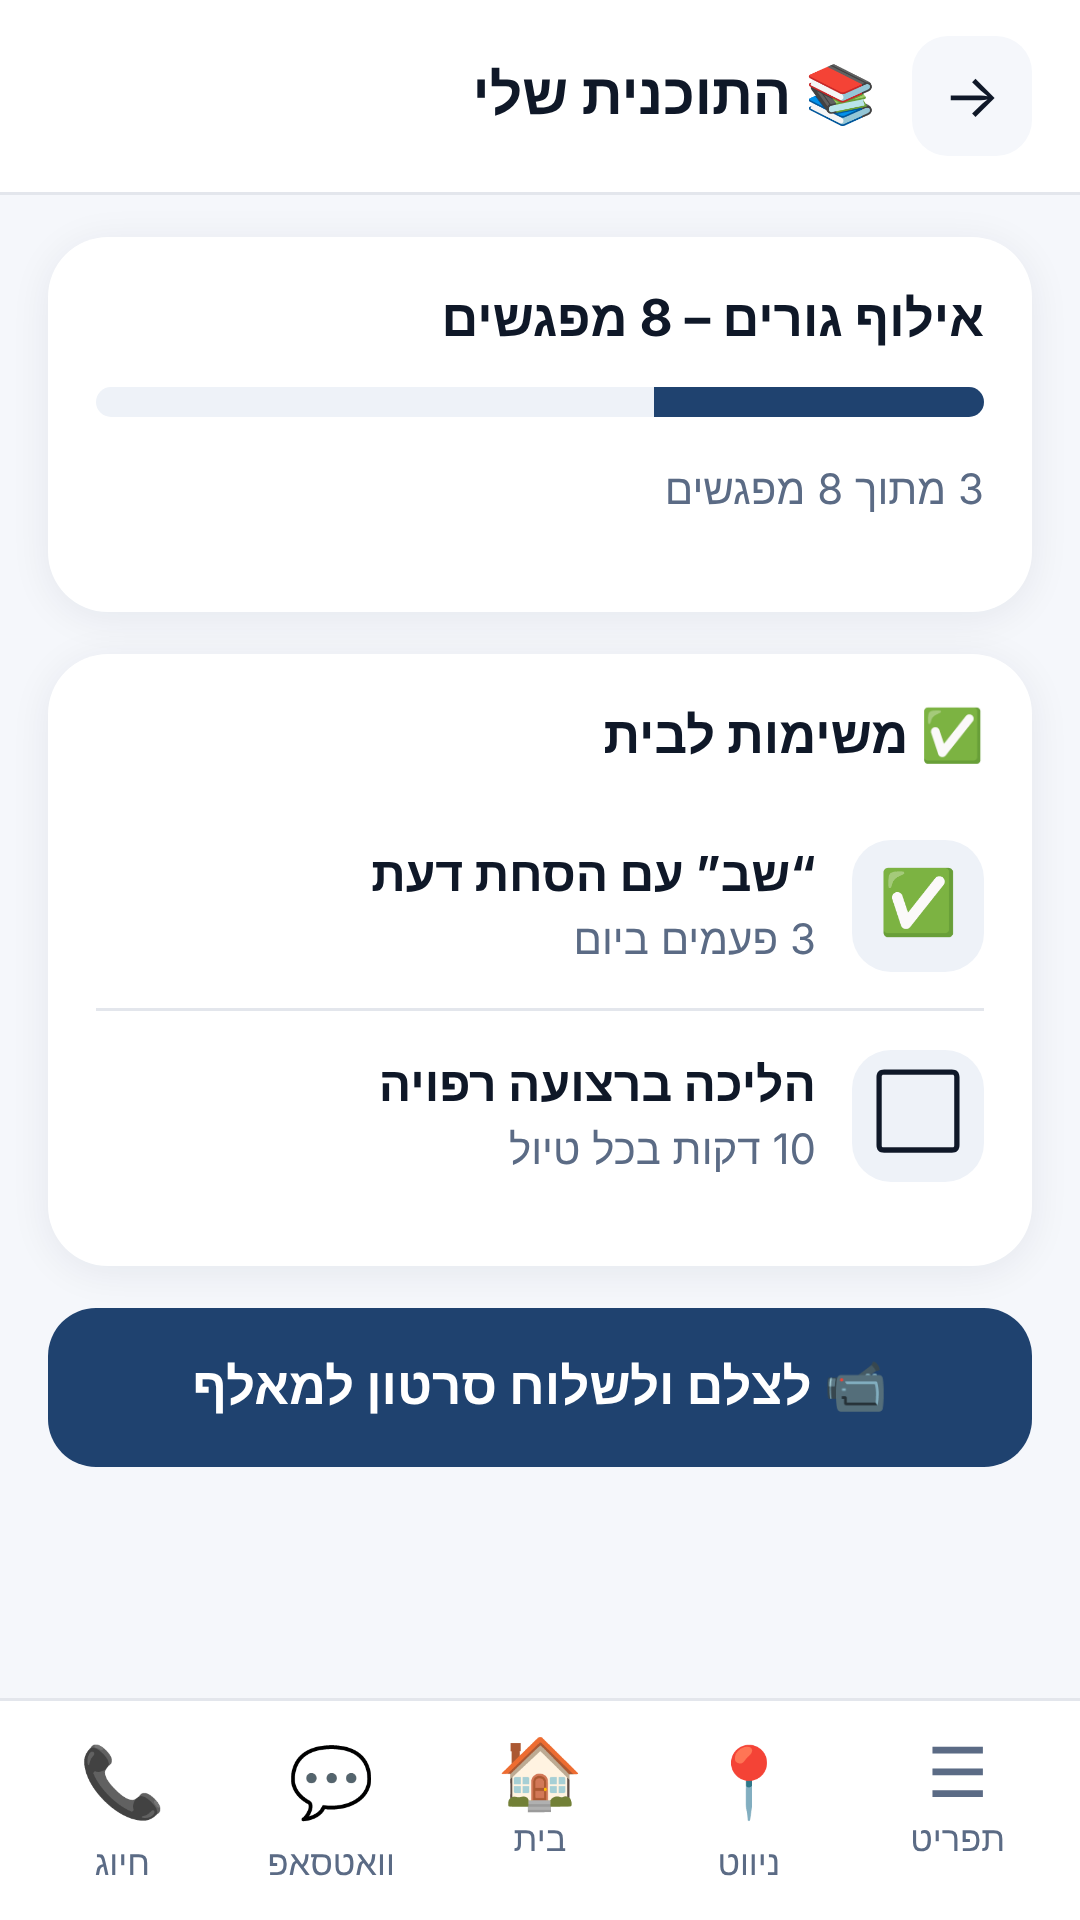 📚 התוכנית שלי
אילוף גורים – 8 מפגשים
3 מתוך 8 מפגשים
✅ משימות לבית
“שב” עם הסחת דעת
3 פעמים ביום
הליכה ברצועה רפויה
10 דקות בכל טיול
📹 לצלם ולשלוח סרטון למאלף
תפריט
ניווט
בית
וואטסאפ
חיוג